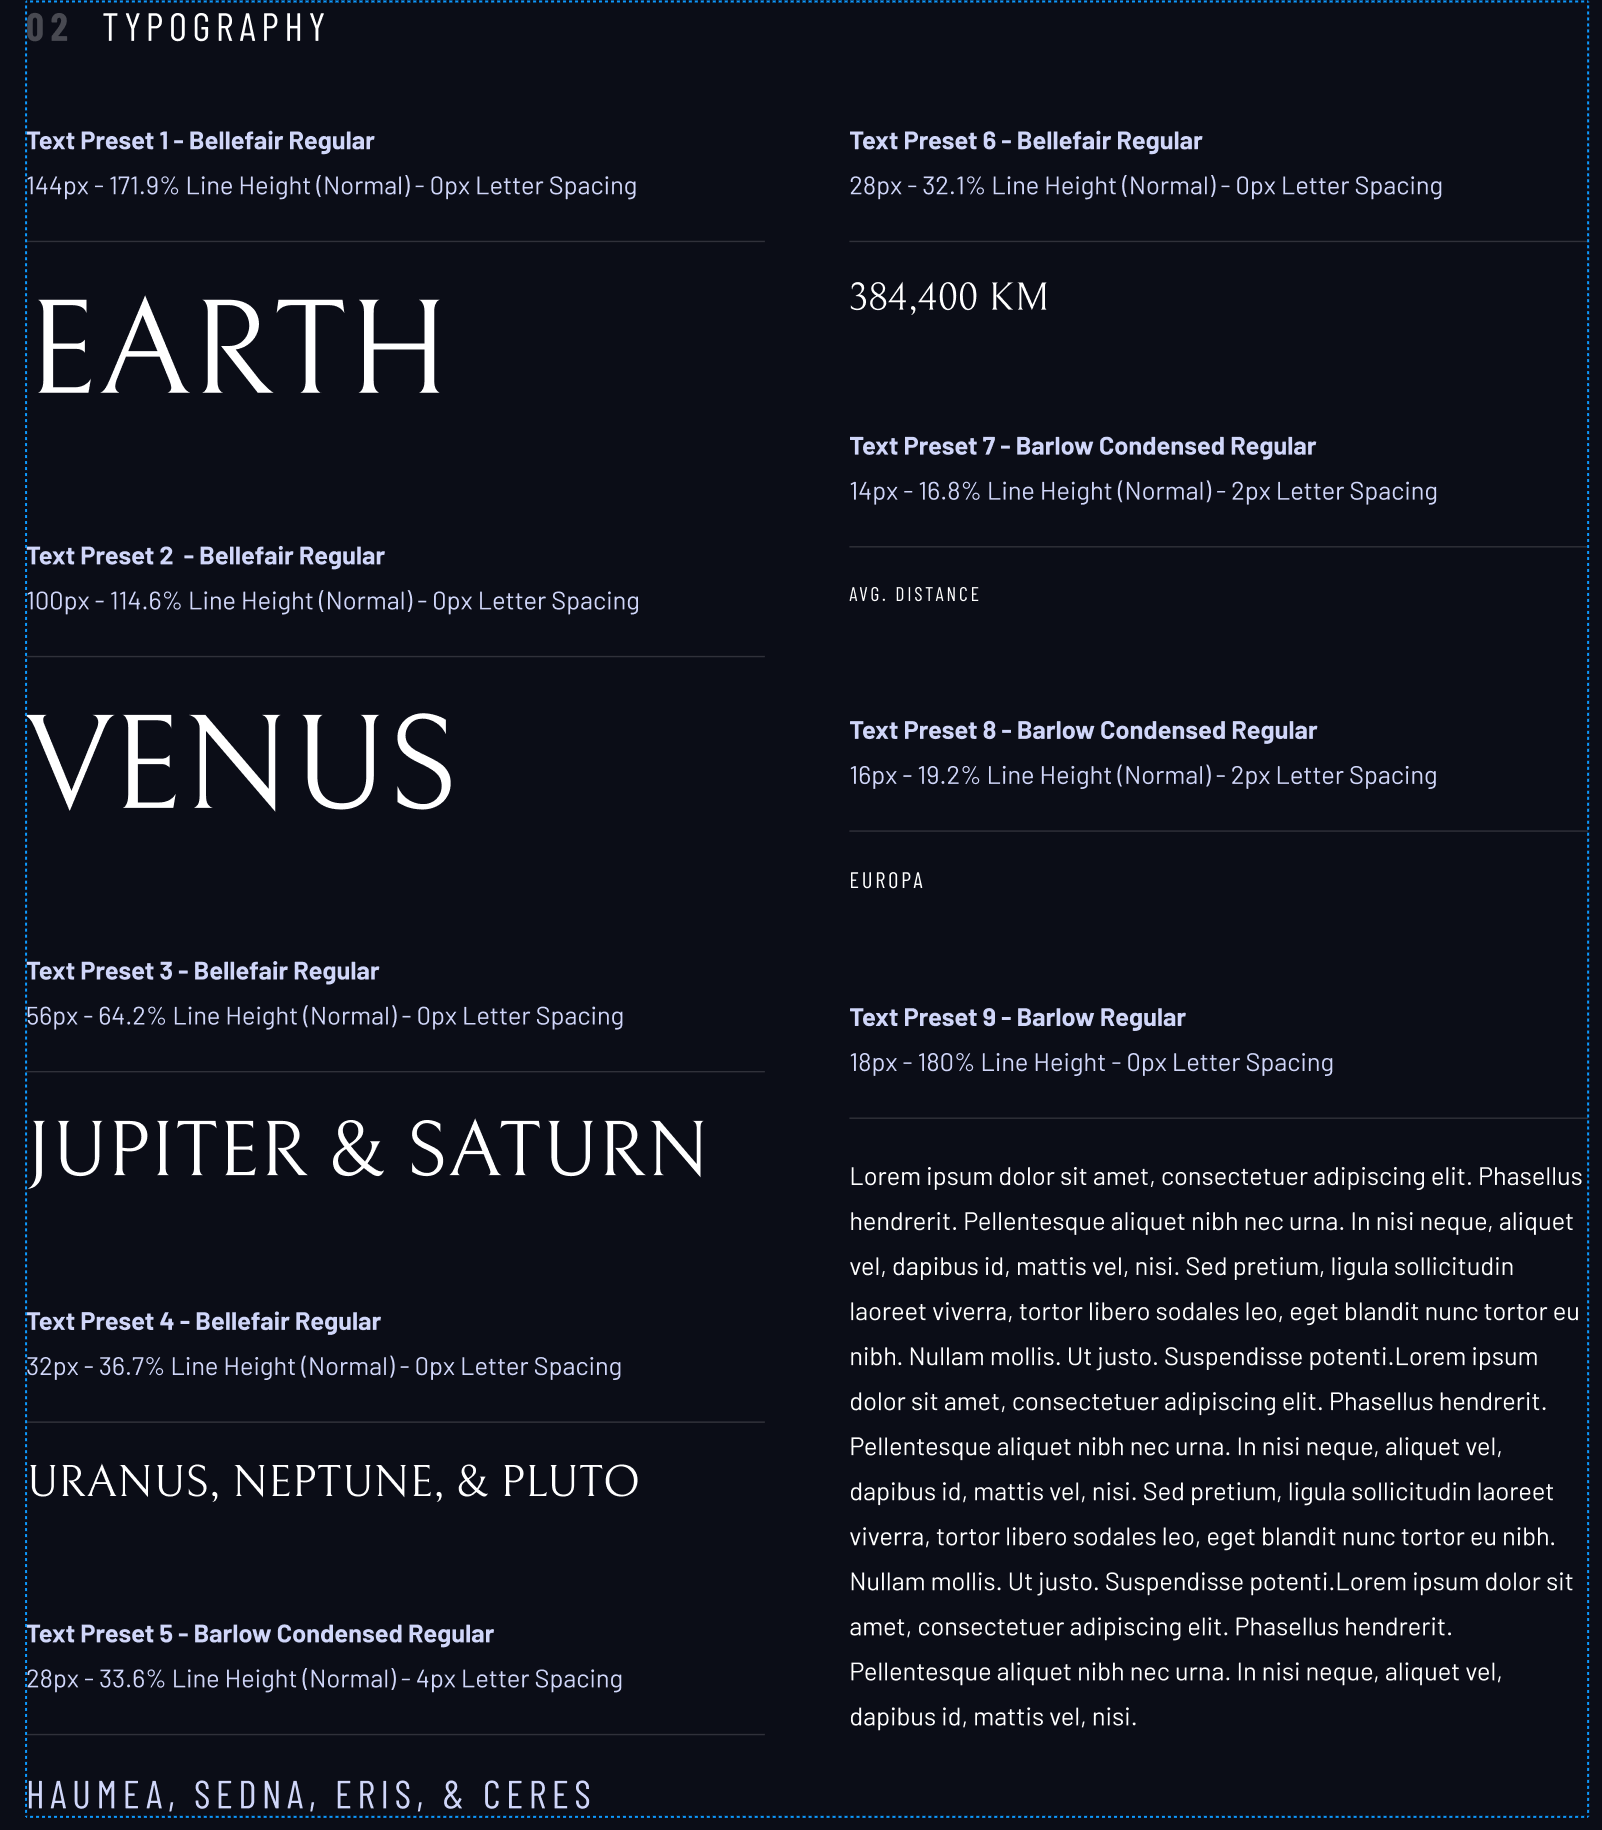 02 TYPOGRAPHY
Text Preset 1 - Bellefair Regular
144px - 171.9% Line Height (Normal) - 0px Letter Spacing
EARTH
Text Preset 2  - Bellefair Regular
100px - 114.6% Line Height (Normal) - 0px Letter Spacing
VENUS
Text Preset 3 - Bellefair Regular
56px - 64.2% Line Height (Normal) - 0px Letter Spacing
JUPITER & SATURN
Text Preset 4 - Bellefair Regular
32px - 36.7% Line Height (Normal) - 0px Letter Spacing
URANUS, NEPTUNE, & PLUTO
Text Preset 5 - Barlow Condensed Regular
28px - 33.6% Line Height (Normal) - 4px Letter Spacing
HAUMEA, SEDNA, ERIS, & CERES
Text Preset 6 - Bellefair Regular
28px - 32.1% Line Height (Normal) - 0px Letter Spacing
384,400 KM
Text Preset 7 - Barlow Condensed Regular
14px - 16.8% Line Height (Normal) - 2px Letter Spacing
AVG. DISTANCE
Text Preset 8 - Barlow Condensed Regular
16px - 19.2% Line Height (Normal) - 2px Letter Spacing
EUROPA
Text Preset 9 - Barlow Regular
18px - 180% Line Height - 0px Letter Spacing
Lorem ipsum dolor sit amet, consectetuer adipiscing elit. Phasellus
hendrerit. Pellentesque aliquet nibh nec urna. In nisi neque, aliquet
vel, dapibus id, mattis vel, nisi. Sed pretium, ligula sollicitudin
laoreet viverra, tortor libero sodales leo, eget blandit nunc tortor eu
nibh. Nullam mollis. Ut justo. Suspendisse potenti.Lorem ipsum
dolor sit amet, consectetuer adipiscing elit. Phasellus hendrerit.
Pellentesque aliquet nibh nec urna. In nisi neque, aliquet vel,
dapibus id, mattis vel, nisi. Sed pretium, ligula sollicitudin laoreet
viverra, tortor libero sodales leo, eget blandit nunc tortor eu nibh.
Nullam mollis. Ut justo. Suspendisse potenti.Lorem ipsum dolor sit
amet, consectetuer adipiscing elit. Phasellus hendrerit.
Pellentesque aliquet nibh nec urna. In nisi neque, aliquet vel,
dapibus id, mattis vel, nisi.